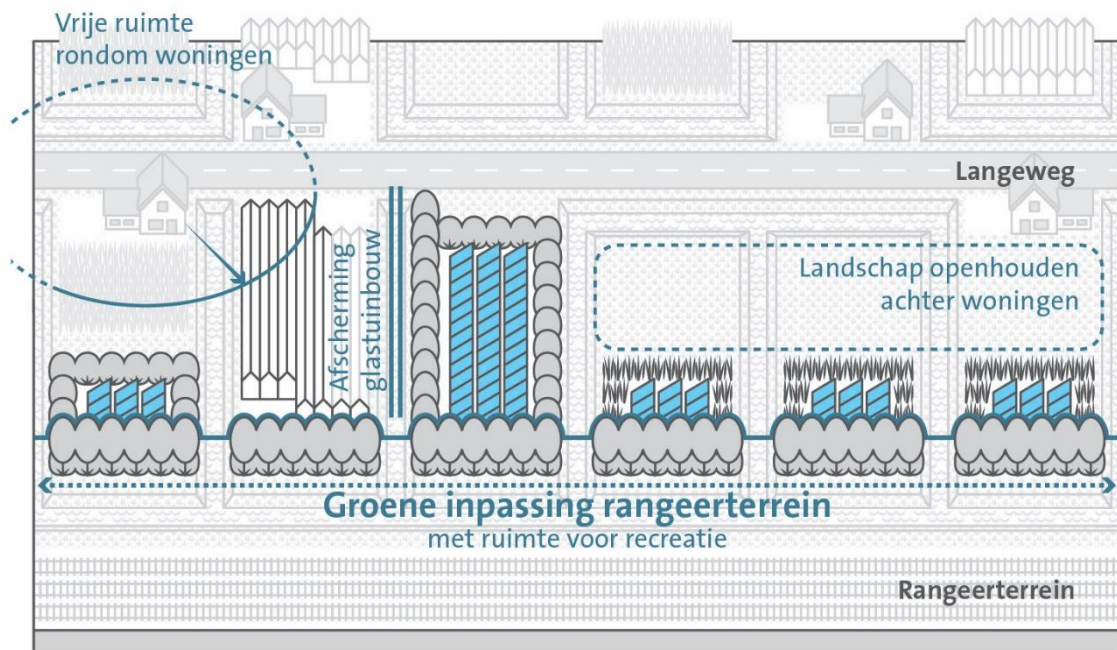 Vrije ruimte
rondom woningen
Langeweg
Afscherming
glastuinbouw
Landschap openhouden
achter woningen
Groene inpassing rangeerterrein
met ruimte voor recreatie
Rangeerterrein